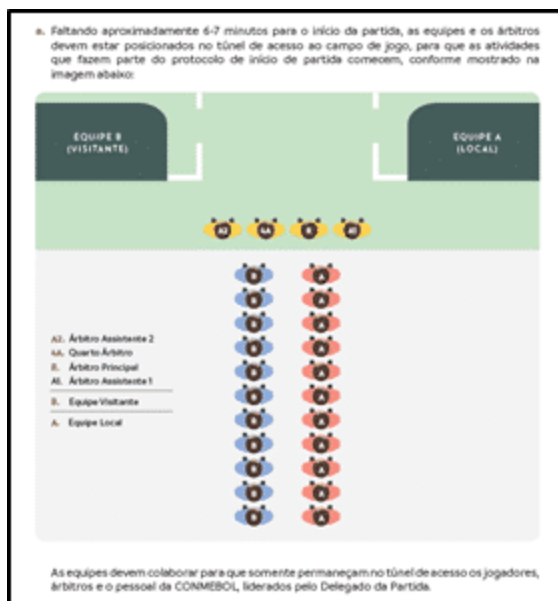 a. Faltando aproximadamente 6-7 minutos para o início da partida, as equipes e os árbitros
devem estar posicionados no túnel de acesso ao campo de jogo, para que as atividades
que fazem parte do protocolo de início de partida comecem, conforme mostrado na
imagem abaixo:
EQUIPE B
(VISITANTE)
EQUIPE A
(LOCAL)
A2 4A R A1
B A
B A
B A
B A
B A
B A
B A
B A
B A
B A
B A
A2. Árbitro Assistente 2
4A. Quarto Árbitro
R. Árbitro Principal
A1. Árbitro Assistente 1
B. Equipe Visitante
A. Equipe Local
As equipes devem colaborar para que somente permaneçam no túnel de acesso os jogadores,
árbitros e o pessoal da CONMEBOL, liderados pelo Delegado da Partida.